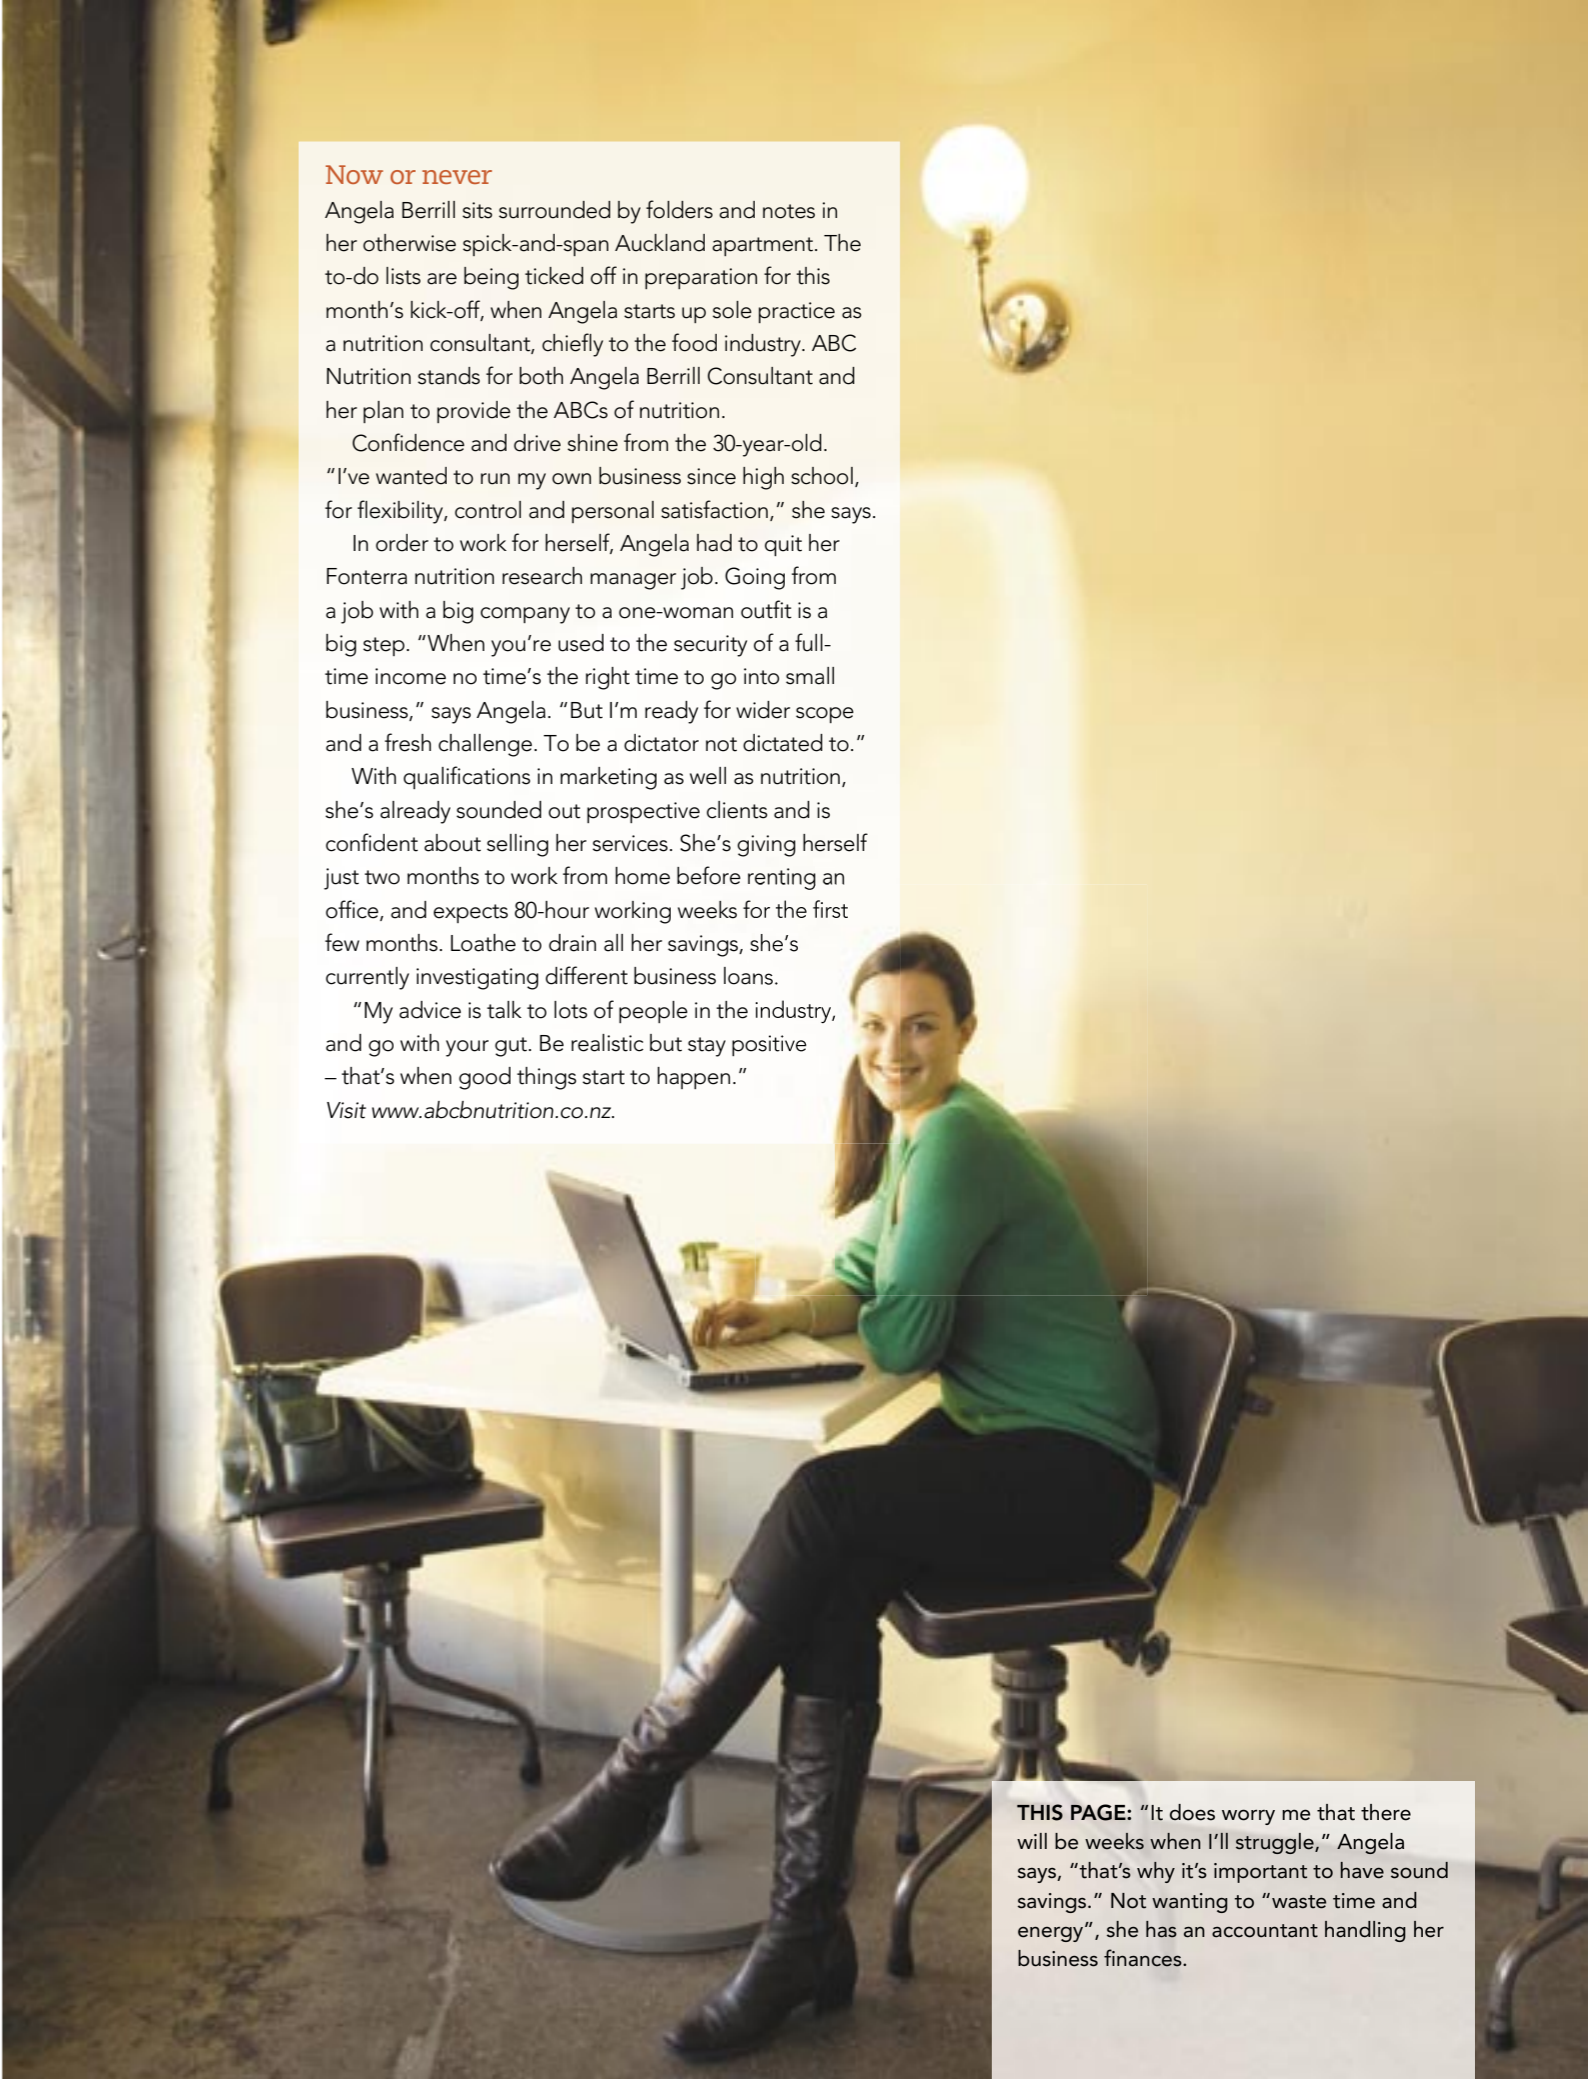 Now or never
Angela Berrill sits surrounded by folders and notes in
her otherwise spick-and-span Auckland apartment. The
to-do lists are being ticked off in preparation for this
month’s kick-off, when Angela starts up sole practice as
a nutrition consultant, chiefly to the food industry. ABC
Nutrition stands for both Angela Berrill Consultant and
her plan to provide the ABCs of nutrition.
Confidence and drive shine from the 30-year-old.
“I’ve wanted to run my own business since high school,
for flexibility, control and personal satisfaction,” she says.
In order to work for herself, Angela had to quit her
Fonterra nutrition research manager job. Going from
a job with a big company to a one-woman outfit is a
big step. “When you’re used to the security of a full-
time income no time’s the right time to go into small
business,” says Angela. “But I’m ready for wider scope
and a fresh challenge. To be a dictator not dictated to.”
With qualifications in marketing as well as nutrition,
she’s already sounded out prospective clients and is
confident about selling her services. She’s giving herself
just two months to work from home before renting an
office, and expects 80-hour working weeks for the first
few months. Loathe to drain all her savings, she’s
currently investigating different business loans.
“My advice is talk to lots of people in the industry,
and go with your gut. Be realistic but stay positive
– that’s when good things start to happen.”
Visit www.abcbnutrition.co.nz.
THIS PAGE: “It does worry me that there
will be weeks when I’ll struggle,” Angela
says, “that’s why it’s important to have sound
savings.” Not wanting to “waste time and
energy”, she has an accountant handling her
business finances.